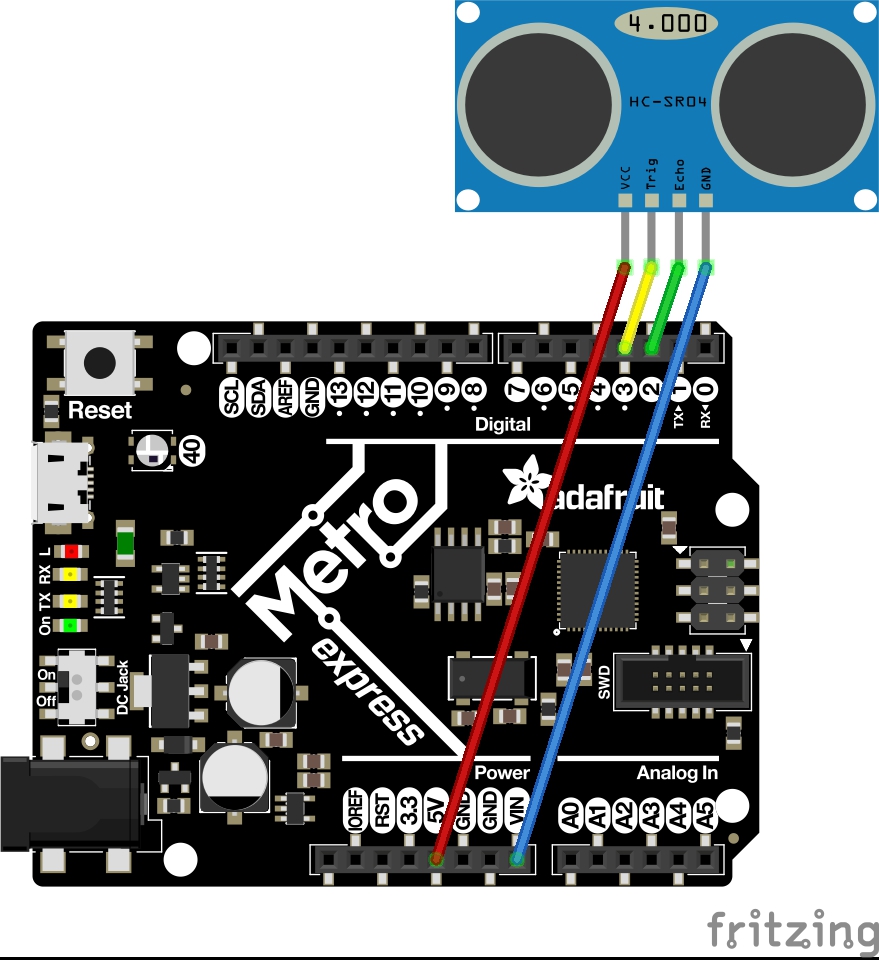 4.000
HC-SR04
VCC Trig Echo GND
Reset
SCL SDA AREF GND 13 12 11 10 9 8 7 6 5 4 3 2 1 0
TX RX
Digital
40
Metro
express
adafruit
L
RX
TX
On
On
Off
DC Jack
SWD
Power
Analog In
IOREF RST 3.3 5V GND GND VIN A0 A1 A2 A3 A4 A5
fritzing